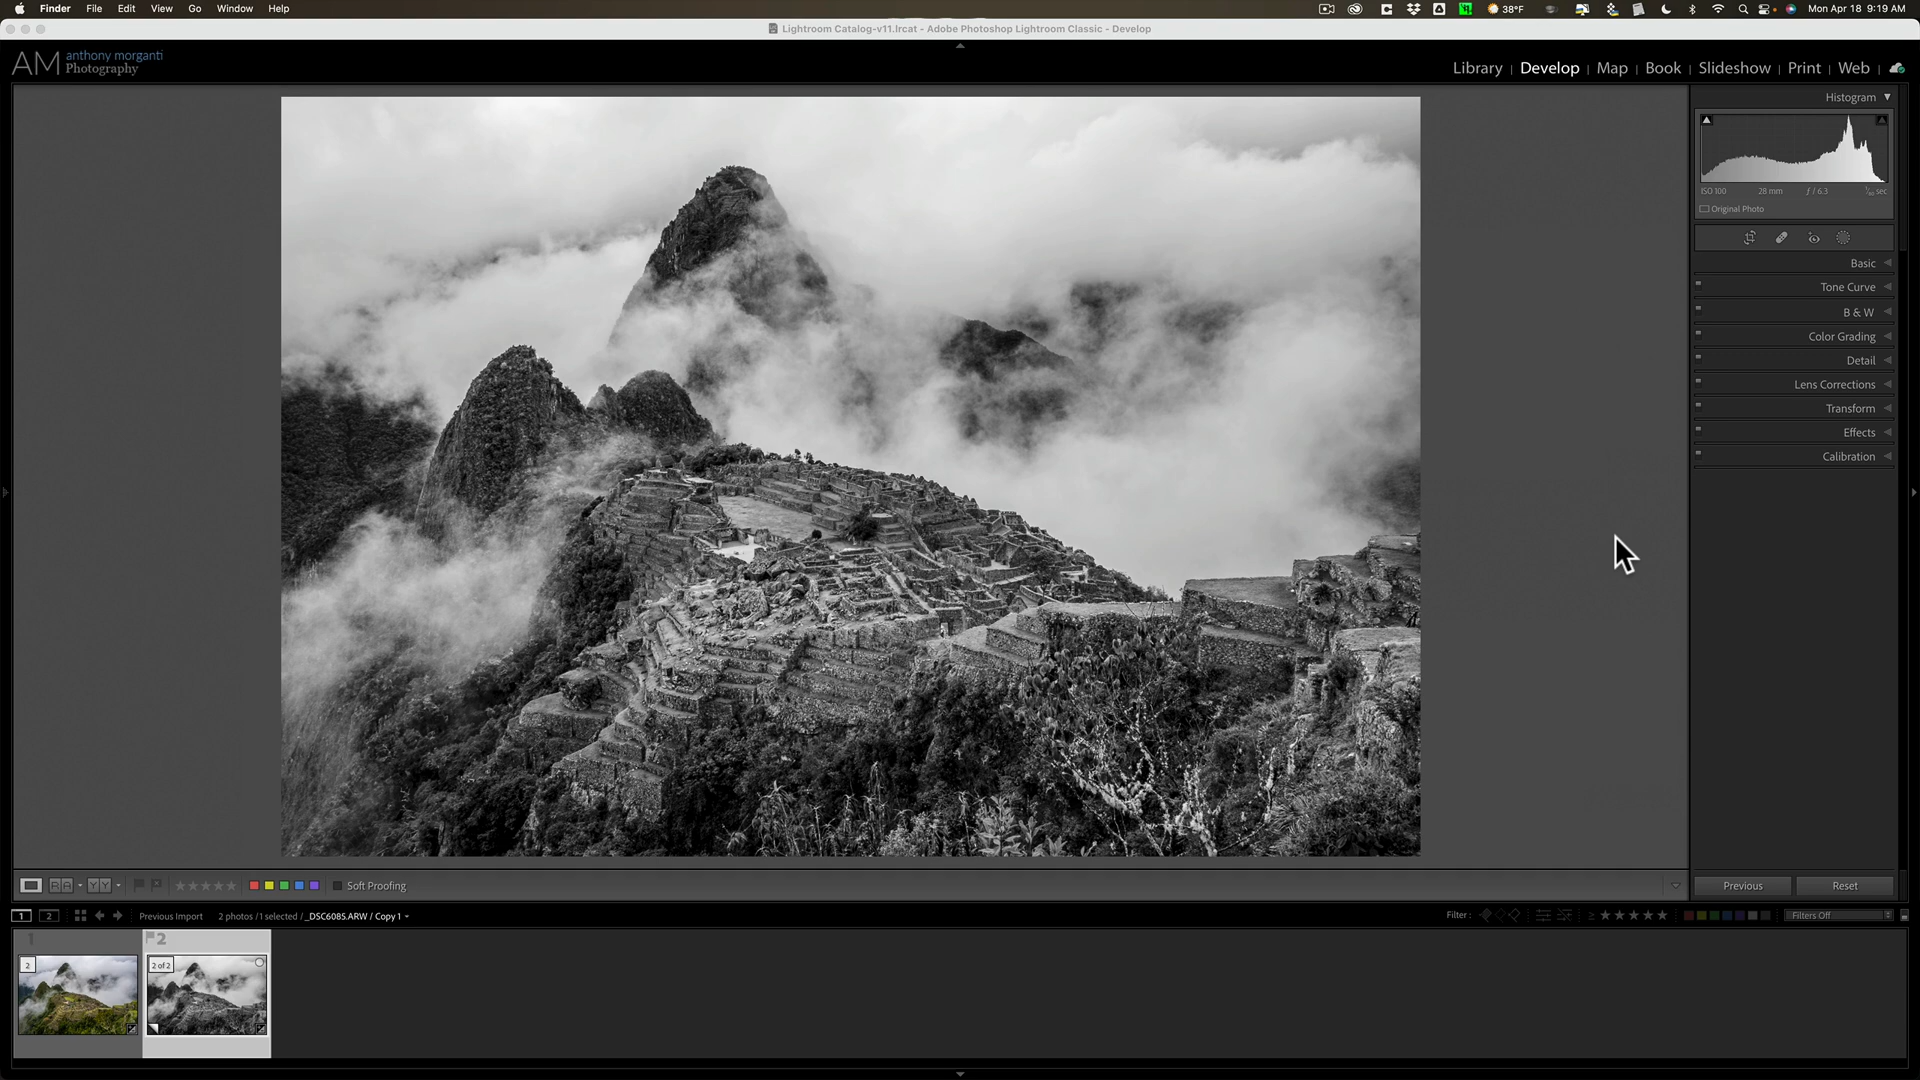 Finder File Edit View Go Window Help 38°F Mon Apr 18 9:19 AM
Lightroom Catalog-v11.lrcat - Adobe Photoshop Lightroom Classic - Develop
AM anthony morganti
Photography
Library | Develop | Map | Book | Slideshow | Print | Web |
Histogram
ISO 100 28 mm ƒ / 6.3 sec
Original Photo
Basic
Tone Curve
B & W
Color Grading
Detail
Lens Corrections
Transform
Effects
Calibration
Soft Proofing
Previous Reset
1 2 Previous Import 2 photos / 1 selected / _DSC6085.ARW / Copy 1 Filter : ≥ Filters Off
1 2
2 2 of 2